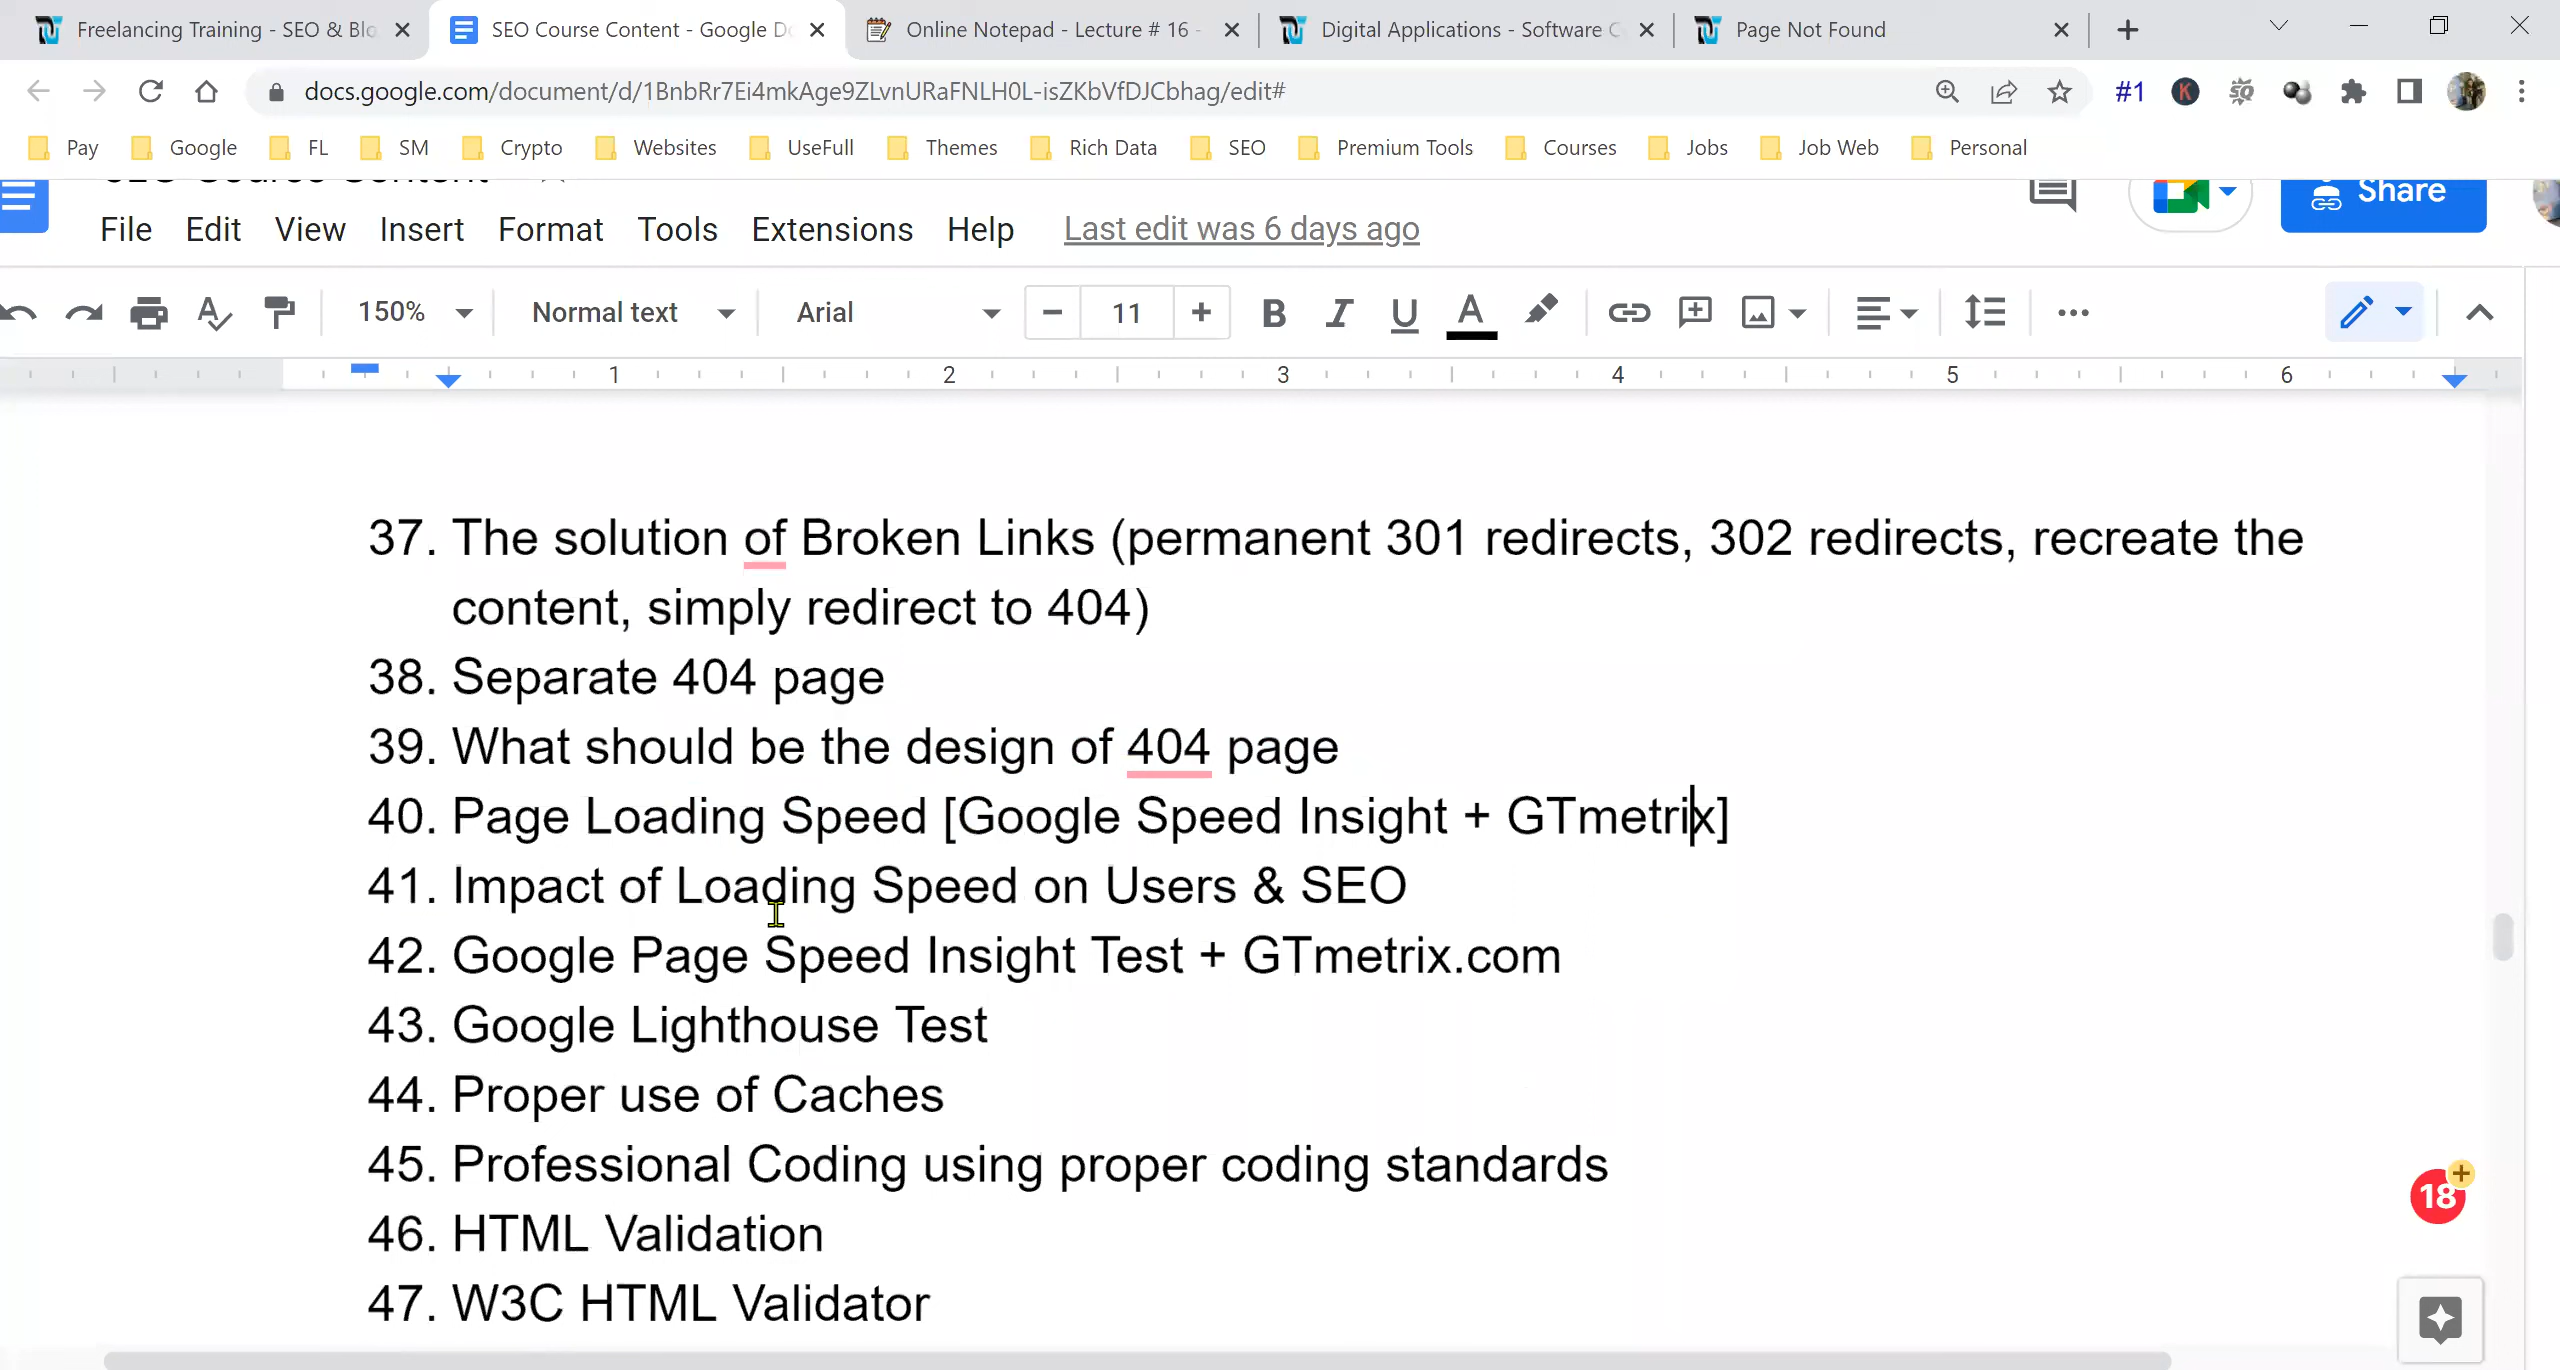 Freelancing Training - SEO & Blo
SEO Course Content - Google Do
Online Notepad - Lecture # 16 -
Digital Applications - Software C
Page Not Found
docs.google.com/document/d/1BnbRr7Ei4mkAge9ZLvnURaFNLH0L-isZKbVfDJCbhag/edit#
#1
K
SQ
Pay
Google
FL
SM
Crypto
Websites
UseFull
Themes
Rich Data
SEO
Premium Tools
Courses
Jobs
Job Web
Personal
SEO Course Content
Share
File Edit View Insert Format Tools Extensions Help Last edit was 6 days ago
150% Normal text Arial − 11 + B I U A
1 2 3 4 5 6
37. The solution of Broken Links (permanent 301 redirects, 302 redirects, recreate the
content, simply redirect to 404)
38. Separate 404 page
39. What should be the design of 404 page
40. Page Loading Speed [Google Speed Insight + GTmetrix]
41. Impact of Loading Speed on Users & SEO
42. Google Page Speed Insight Test + GTmetrix.com
43. Google Lighthouse Test
44. Proper use of Caches
45. Professional Coding using proper coding standards
46. HTML Validation
47. W3C HTML Validator
18